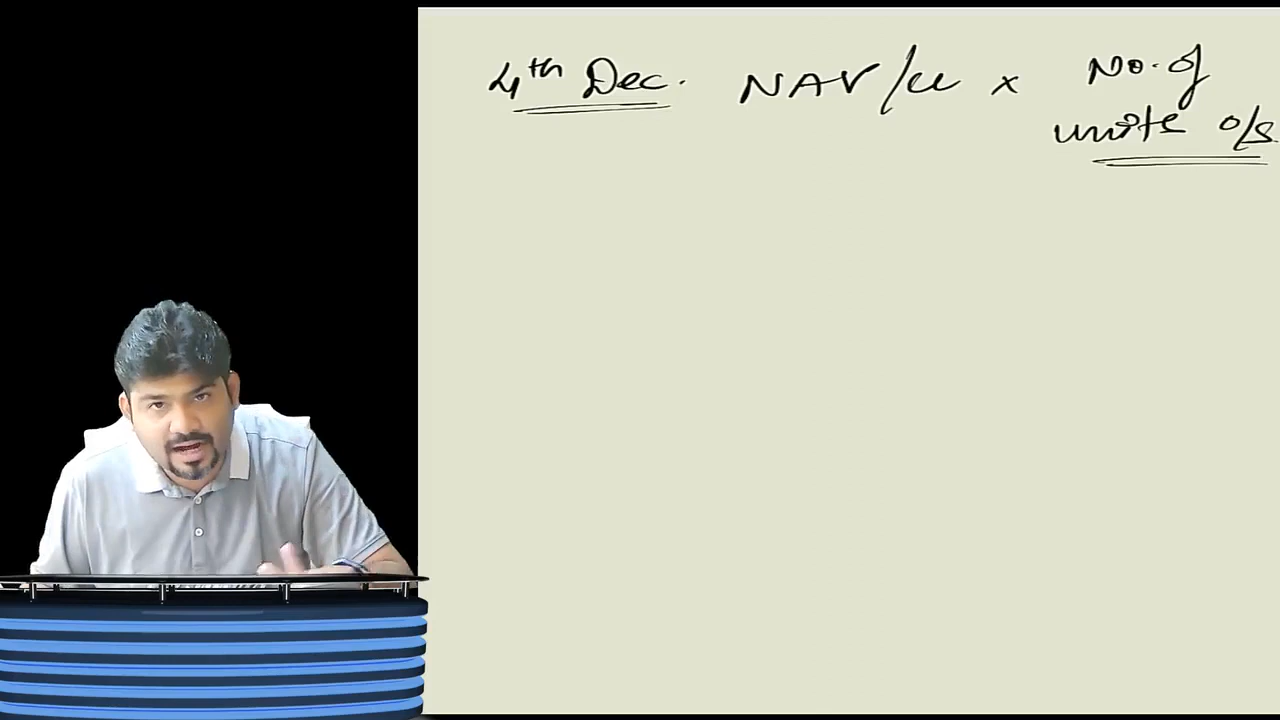 4th Dec. NAV/u × No. of
units o/s.